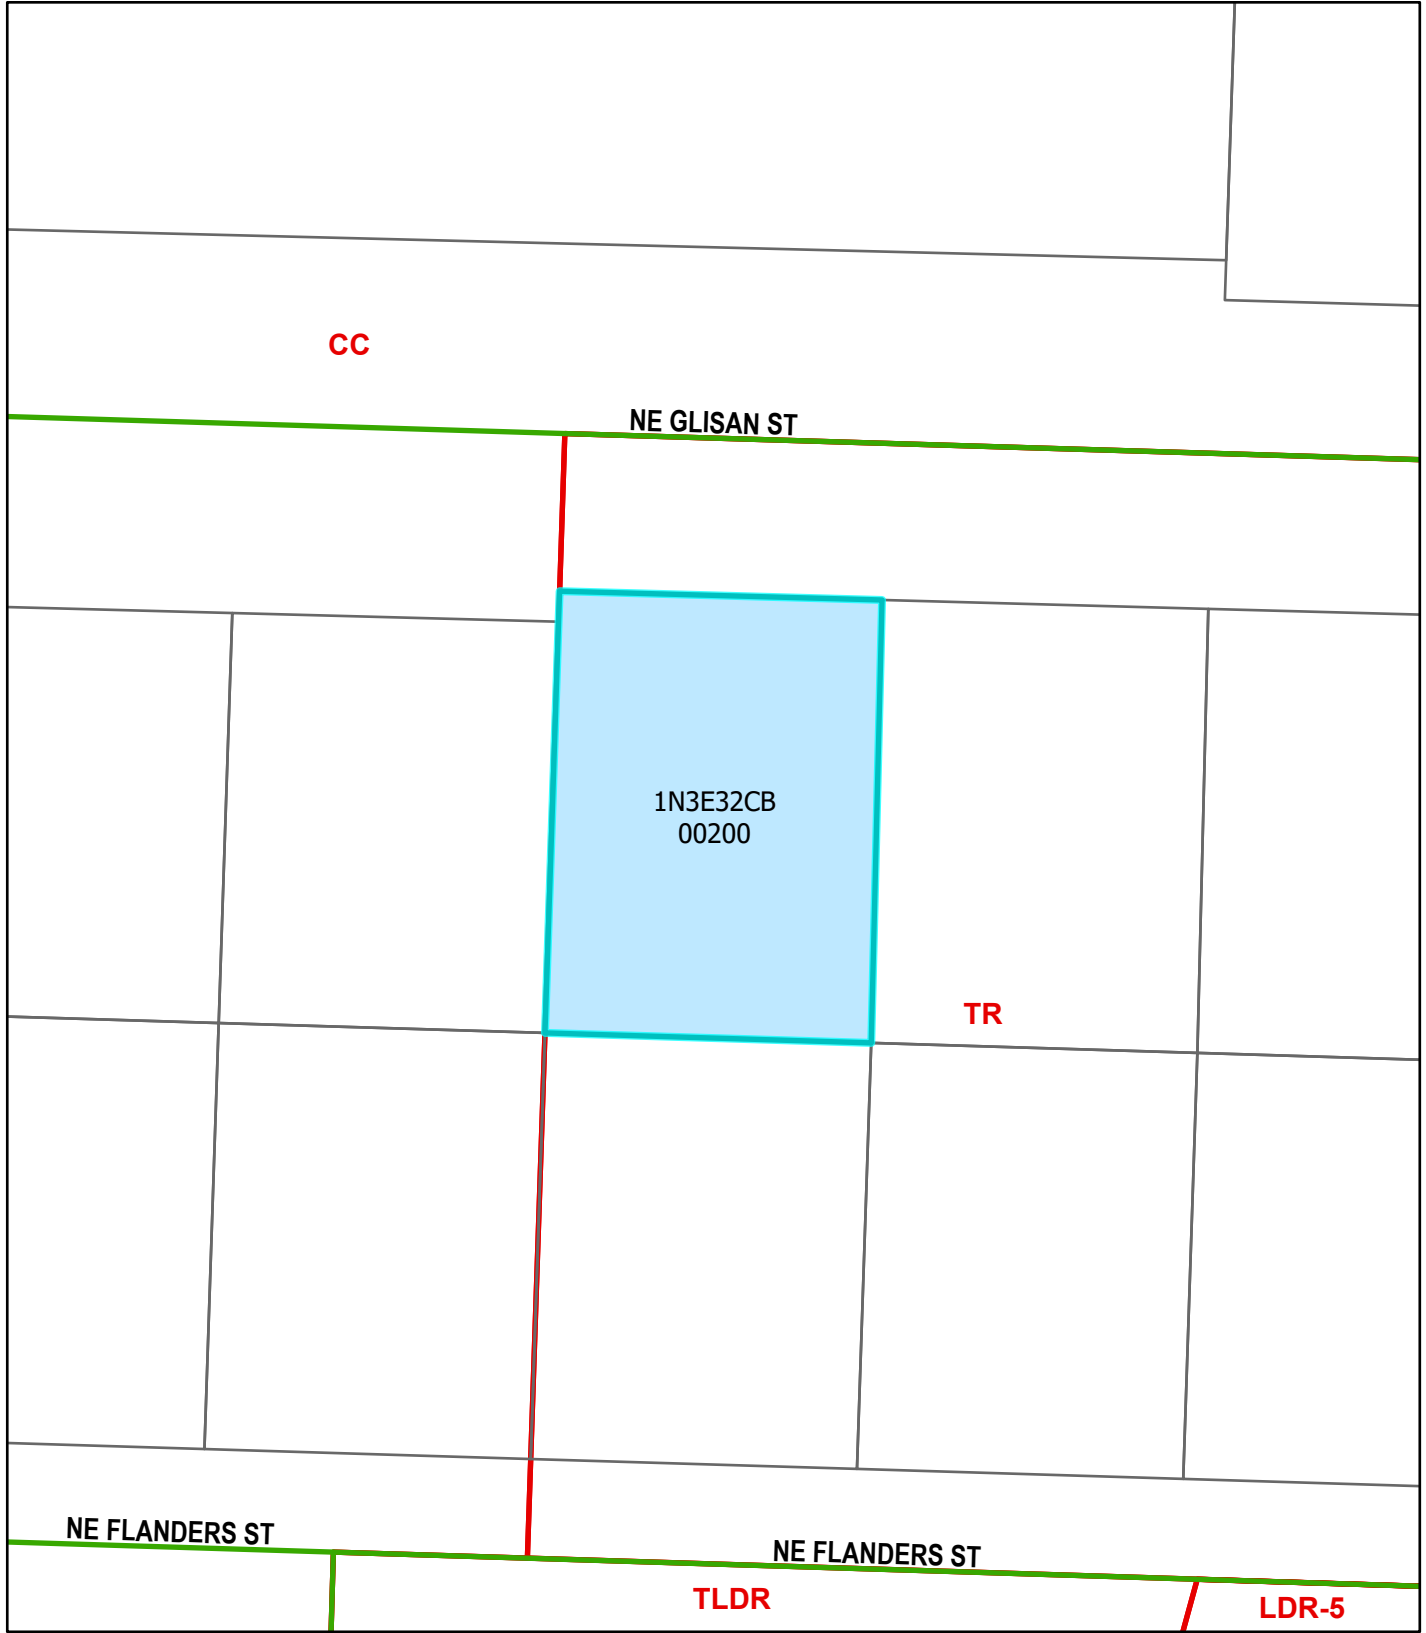 CC
NE GLISAN ST
1N3E32CB
00200
TR
NE FLANDERS ST
NE FLANDERS ST
TLDR
LDR-5